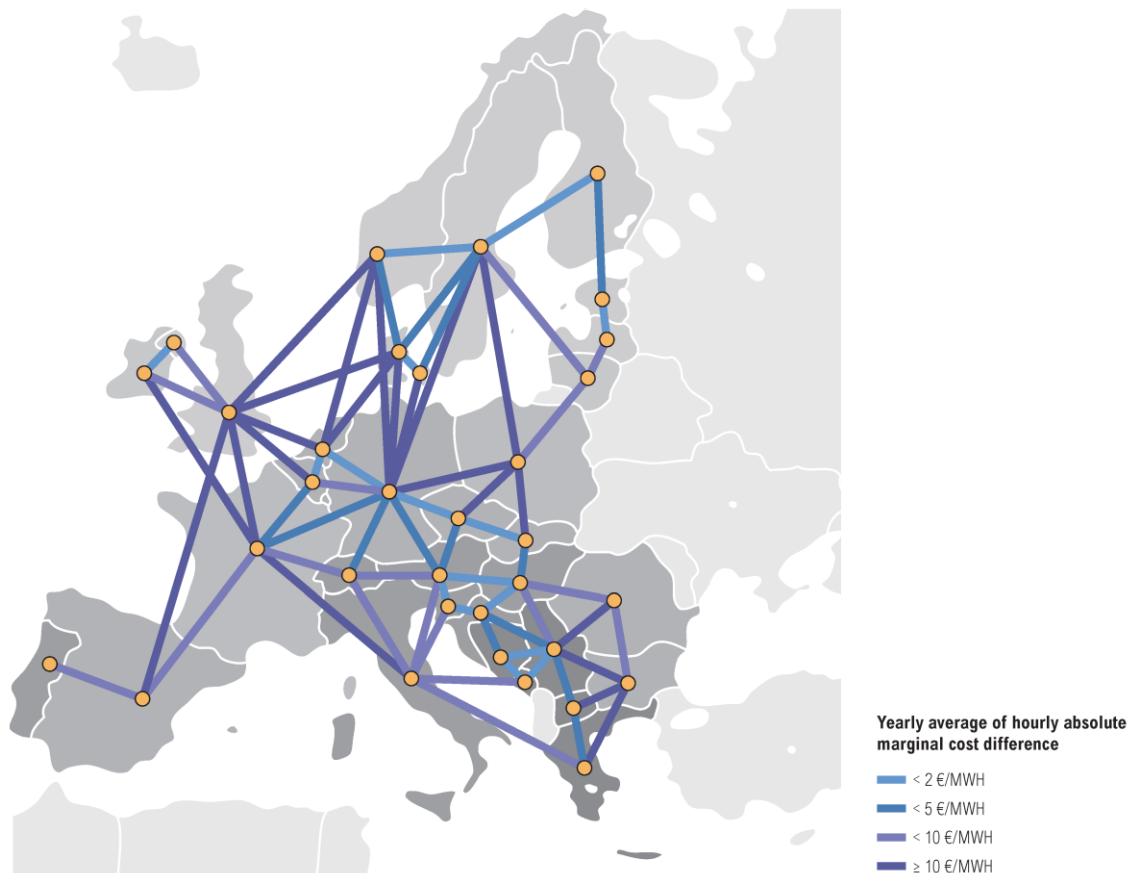 Yearly average of hourly absolute
marginal cost difference
< 2 €/MWH
< 5 €/MWH
< 10 €/MWH
≥ 10 €/MWH